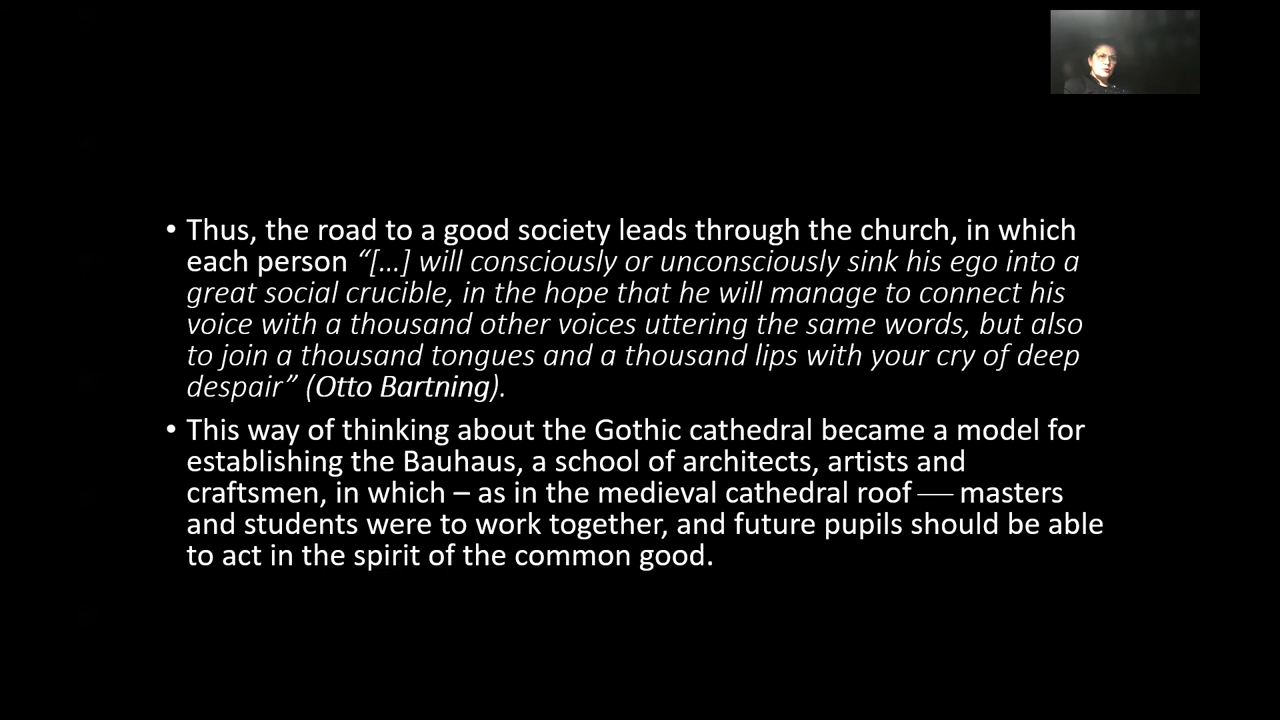 • Thus, the road to a good society leads through the church, in which
each person “[…] will consciously or unconsciously sink his ego into a
great social crucible, in the hope that he will manage to connect his
voice with a thousand other voices uttering the same words, but also
to join a thousand tongues and a thousand lips with your cry of deep
despair” (Otto Bartning).
• This way of thinking about the Gothic cathedral became a model for
establishing the Bauhaus, a school of architects, artists and
craftsmen, in which – as in the medieval cathedral roof — masters
and students were to work together, and future pupils should be able
to act in the spirit of the common good.